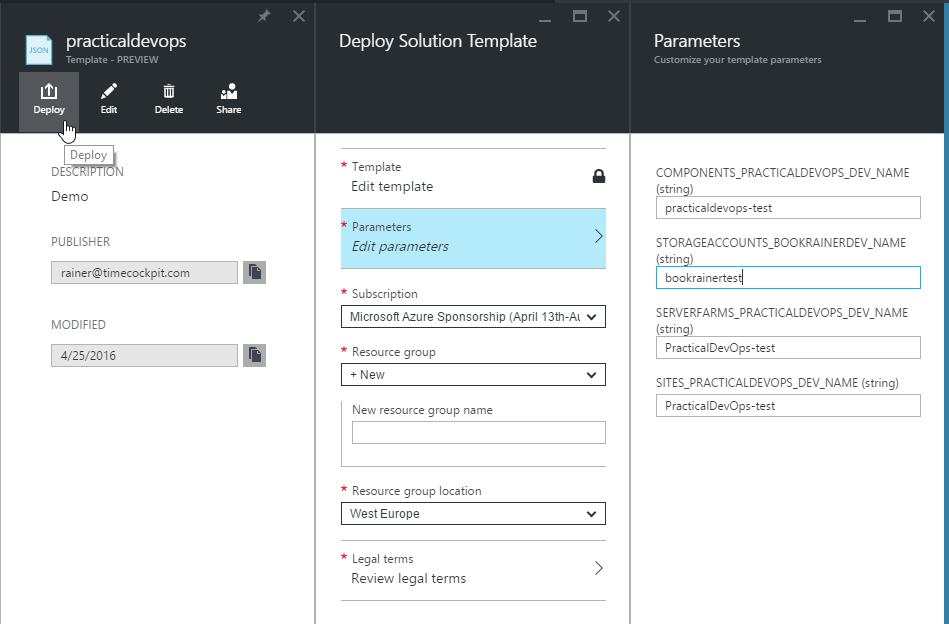 practicaldevops
Template - PREVIEW
JSON
Deploy
Edit
Delete
Share
Deploy
DESCRIPTION
Demo
PUBLISHER
rainer@timecockpit.com
MODIFIED
4/25/2016
Deploy Solution Template
* Template
Edit template
* Parameters
Edit parameters
* Subscription
Microsoft Azure Sponsorship (April 13th-Au
* Resource group
+ New
New resource group name
* Resource group location
West Europe
* Legal terms
Review legal terms
Parameters
Customize your template parameters
COMPONENTS_PRACTICALDEVOPS_DEV_NAME
(string)
practicaldevops-test
STORAGEACCOUNTS_BOOKRAINERDEV_NAME
(string)
bookrainertest
SERVERFARMS_PRACTICALDEVOPS_DEV_NAME
(string)
PracticalDevOps-test
SITES_PRACTICALDEVOPS_DEV_NAME (string)
PracticalDevOps-test